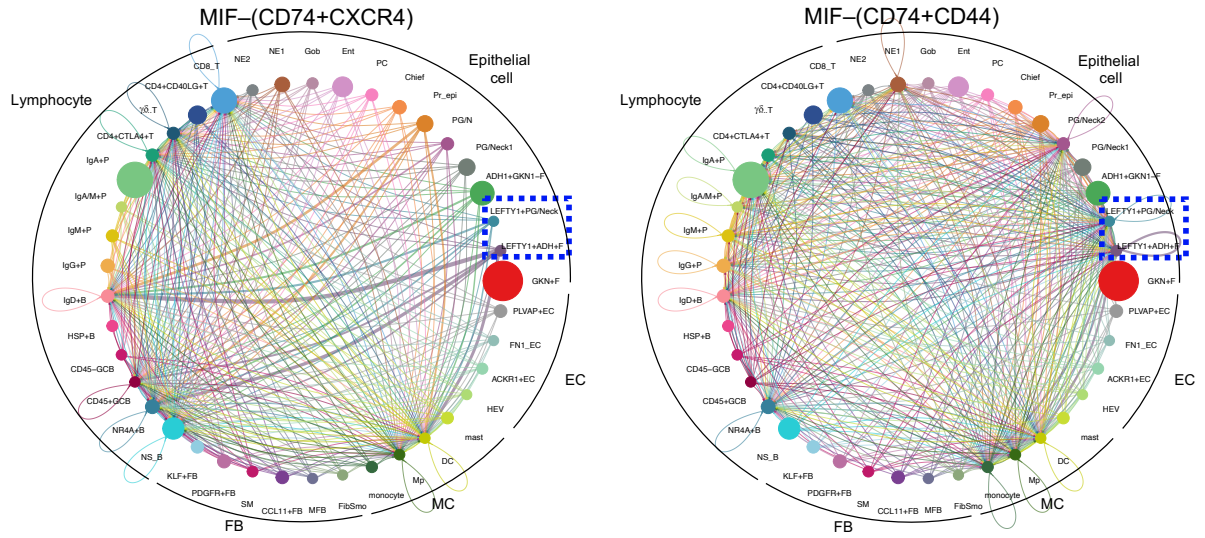 MIF–(CD74+CXCR4)
Epithelial
cell
Lymphocyte
EC
MC
FB
CD8_T
NE2
NE1
Gob
Ent
PC
Chief
Pr_epi
PG/N
PG/Neck1
ADH1+GKN1–F
LEFTY1+PG/Neck
LEFTY1+ADH+F
GKN+F
PLVAP+EC
FN1_EC
ACKR1+EC
HEV
mast
DC
Mp
monocyte
FibSmo
MFB
CCL11+FB
SM
PDGFR+FB
KLF+FB
NS_B
NR4A+B
CD45+GCB
CD45–GCB
HSP+B
IgD+B
IgG+P
IgM+P
IgA/M+P
IgA+P
CD4+CTLA4+T
γδ..T
CD4+CD40LG+T
MIF–(CD74+CD44)
Epithelial
cell
Lymphocyte
EC
MC
FB
CD8_T
NE2
NE1
Gob
Ent
PC
Chief
Pr_epi
PG/Neck2
PG/Neck1
ADH1+GKN1–F
LEFTY1+PG/Neck
LEFTY1+ADH+F
GKN+F
PLVAP+EC
FN1_EC
ACKR1+EC
HEV
mast
DC
Mp
monocyte
FibSmo
MFB
CCL11+FB
SM
PDGFR+FB
KLF+FB
NS_B
NR4A+B
CD45+GCB
CD45–GCB
HSP+B
IgD+B
IgG+P
IgM+P
IgA/M+P
IgA+P
CD4+CTLA4+T
γδ..T
CD4+CD40LG+T